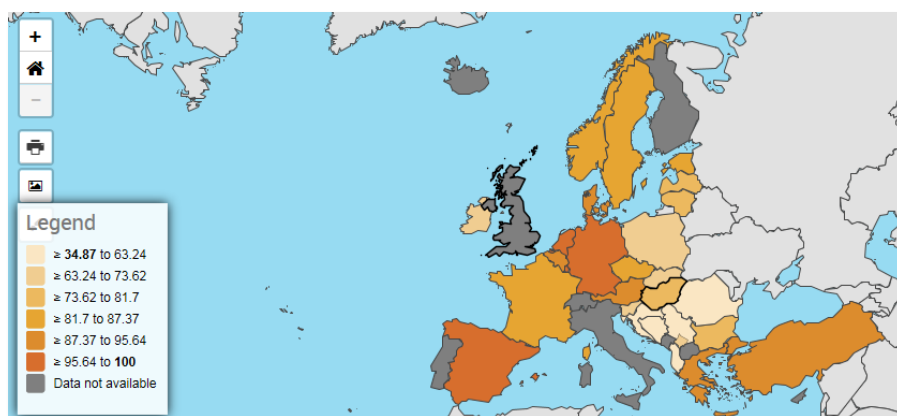 +
−
Legend
≥ 34.87 to 63.24
≥ 63.24 to 73.62
≥ 73.62 to 81.7
≥ 81.7 to 87.37
≥ 87.37 to 95.64
≥ 95.64 to 100
Data not available